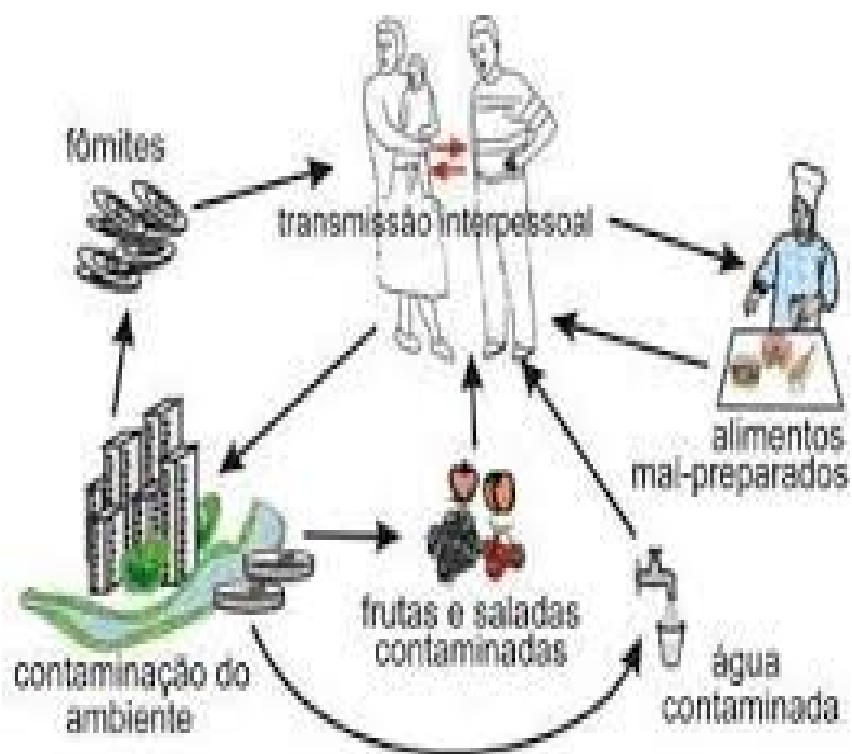 fômites
transmissão interpessoal
alimentos
mal-preparados
frutas e saladas
contaminadas
água
contaminada
contaminação do
ambiente